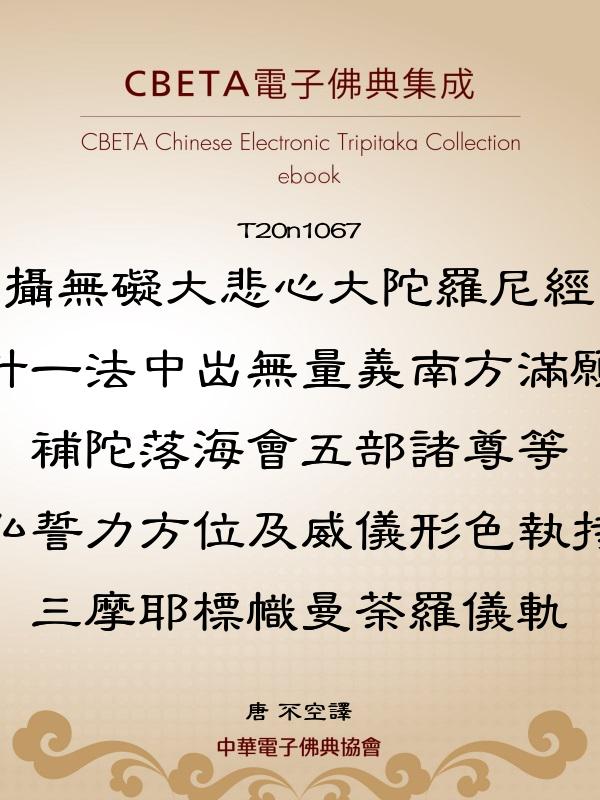 CBETA電子佛典集成
CBETA Chinese Electronic Tripitaka Collection
ebook
T20n1067
攝無礙大悲心大陀羅尼經
計一法中出無量義南方滿願
補陀落海會五部諸尊等
弘誓力方位及威儀形色執持
三摩耶標幟曼荼羅儀軌
唐 不空譯
中華電子佛典協會